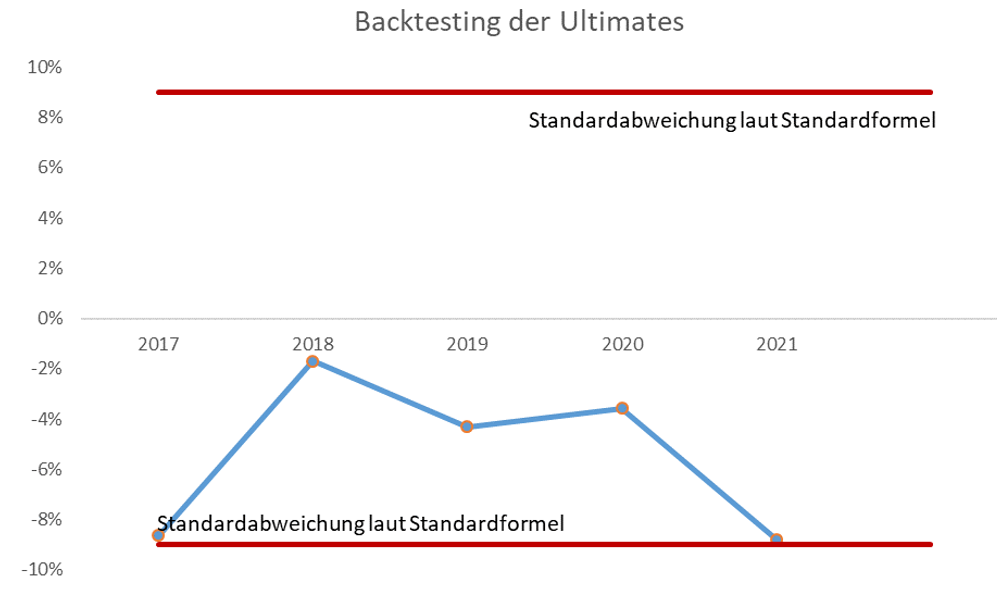 Backtesting der Ultimates
10%
Standardabweichung laut Standardformel
8%
6%
4%
2%
0%
2017 2018 2019 2020 2021
-2%
-4%
-6%
-8%
Standardabweichung laut Standardformel
-10%